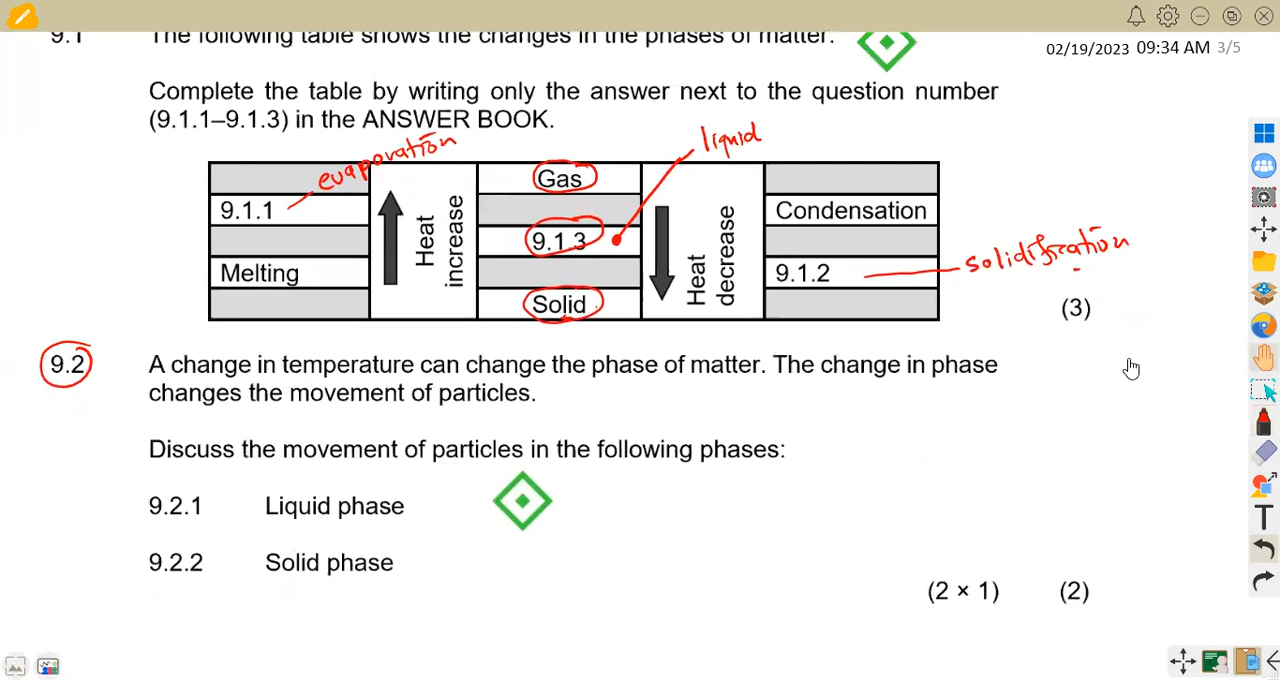 02/19/2023 09:34 AM 3/5
9.1 The following table shows the changes in the phases of matter.
Complete the table by writing only the answer next to the question number
(9.1.1–9.1.3) in the ANSWER BOOK.
evaporation
liquid
Gas
9.1.1
Heat increase
9.1.3
Heat decrease
Condensation
Melting
9.1.2
solidification
Solid
(3)
9.2 A change in temperature can change the phase of matter. The change in phase
changes the movement of particles.
Discuss the movement of particles in the following phases:
9.2.1 Liquid phase
9.2.2 Solid phase
(2 × 1) (2)